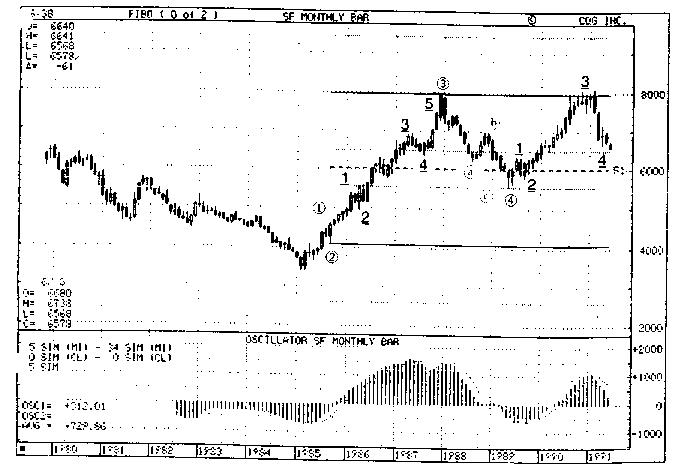 FIBO ( 0 of 2 )
SF MONTHLY BAR
©
CQG INC.
6640
H= 6641
L= 6568
6578
-61
8000
6000
4000
2000
③
5
3
4
1
2
①
②
b
1
④
2
3
4
H= 6738
L= 6568
C= 6578
OSCILLATOR SF MONTHLY BAR
5 SIM (MI) - 34 SIM (MI)
0 SIM (CL) - 0 SIM (CL)
5 SIM
+2000
+1000
0
-1000
OSC1= +512.01
OSC2=
AVG = +729.86
1980
1981
1982
1983
1984
1985
1986
1987
1988
1989
1990
1991